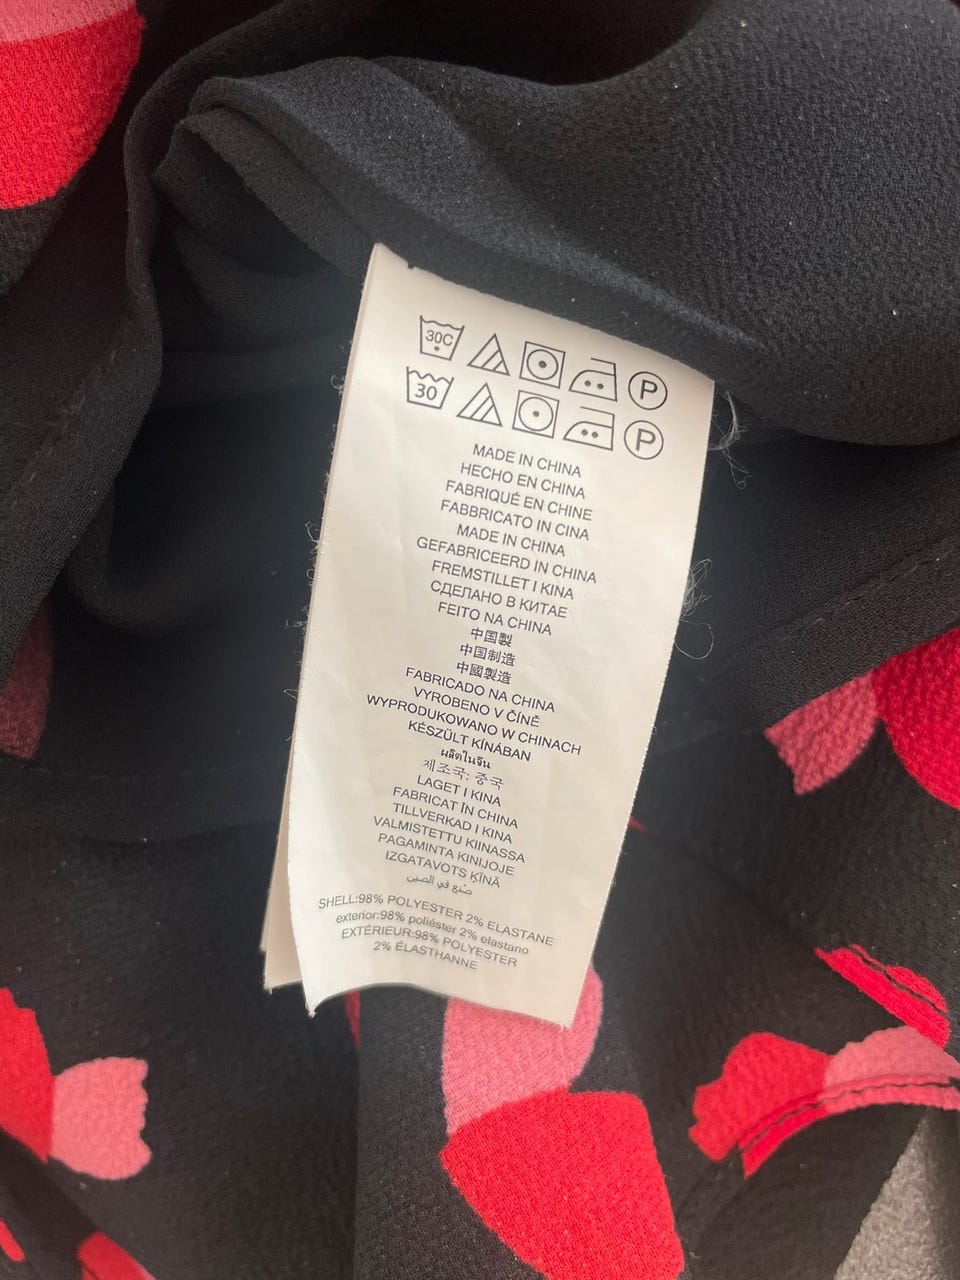 30C P
30 P
MADE IN CHINA
HECHO EN CHINA
FABRIQUÉ EN CHINE
FABBRICATO IN CINA
MADE IN CHINA
GEFABRICEERD IN CHINA
FREMSTILLET I KINA
СДЕЛАНО В КИТАЕ
FEITO NA CHINA
中国製
中国制造
中國製造
FABRICADO NA CHINA
VYROBENO V ČÍNĚ
WYPRODUKOWANO W CHINACH
KÉSZÜLT KÍNÁBAN
ผลิตในจีน
제조국: 중국
LAGET I KINA
FABRICAT ÎN CHINA
TILLVERKAD I KINA
VALMISTETTU KIINASSA
PAGAMINTA KINIJOJE
IZGATAVOTS ĶĪNĀ
صنع في الصين
SHELL:98% POLYESTER 2% ELASTANE
exterior:98% poliéster 2% elastano
EXTÉRIEUR:98% POLYESTER
2% ÉLASTHANNE